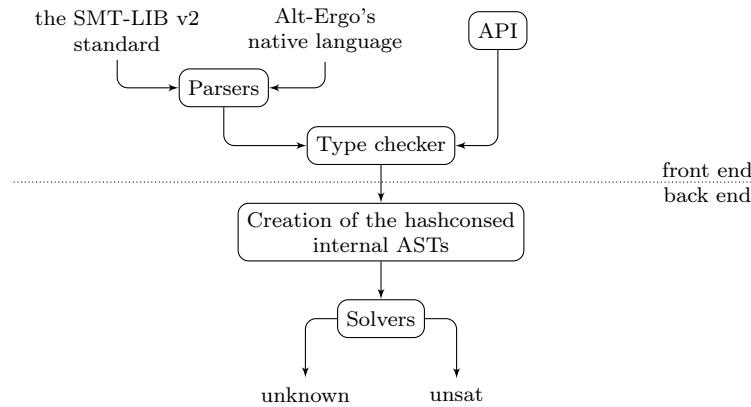 the SMT-LIB v2
standard
Alt-Ergo's
native language
API
Parsers
Type checker
front end
back end
Creation of the hashconsed
internal ASTs
Solvers
unknown
unsat